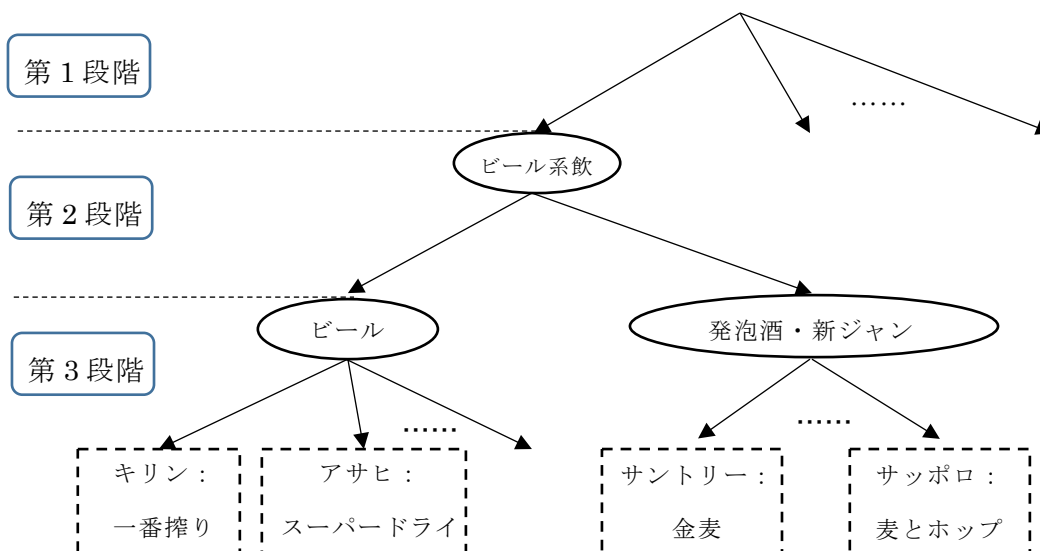 第1段階
……
ビール系飲
第2段階
ビール
発泡酒・新ジャン
第3段階
……
……
キリン：
一番搾り
アサヒ：
スーパードライ
サントリー：
金麦
サッポロ：
麦とホップ